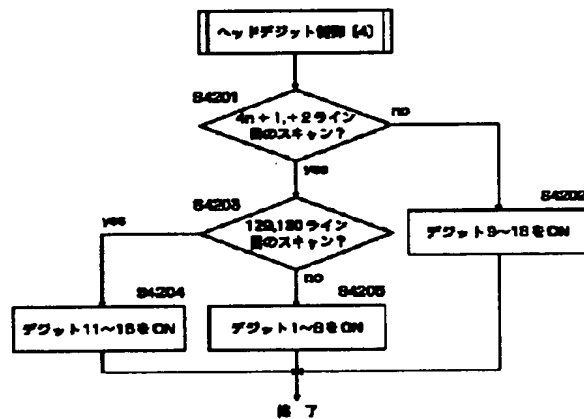 ヘッドデジット制御〔4〕
S4201
4n+1,+2ライン
目のスキャン?
no
yes
S4202
S4203
yes
129,130ライン
目のスキャン?
デジット9~16をON
no
S4204
S4205
デジット11~16をON
デジット1~8をON
終 了